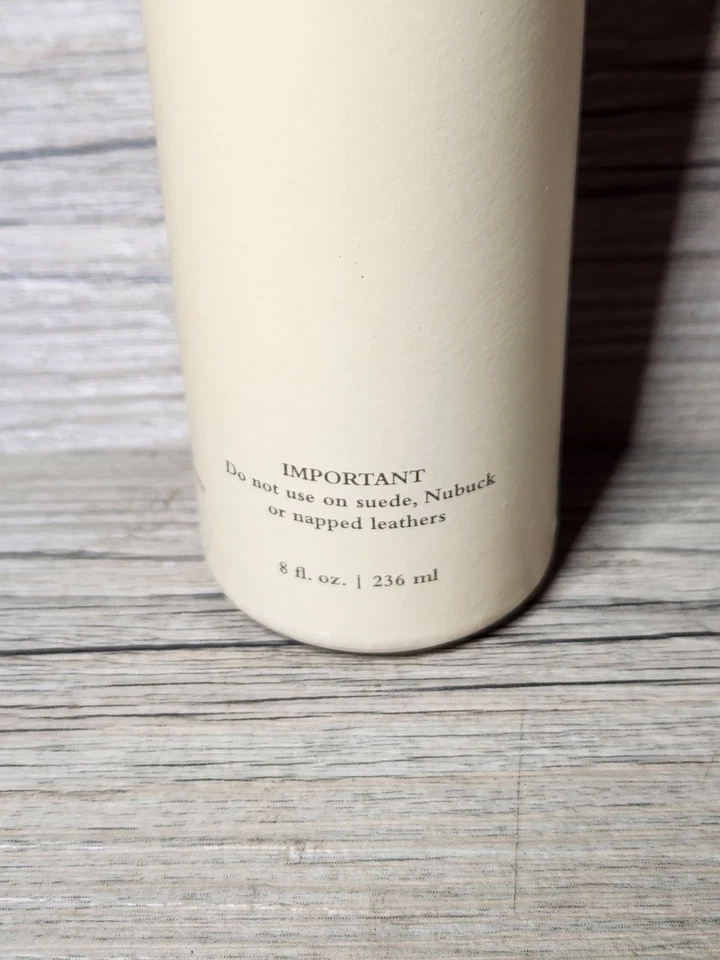 IMPORTANT
Do not use on suede, Nubuck
or napped leathers
8 fl. oz. | 236 ml